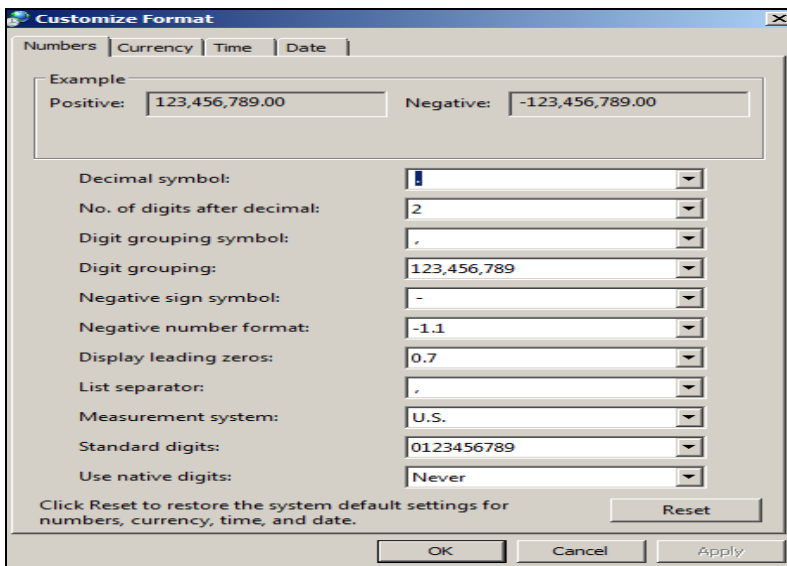 Customize Format
Numbers Currency Time Date
Example
Positive: 123,456,789.00 Negative: -123,456,789.00
Decimal symbol: .
No. of digits after decimal: 2
Digit grouping symbol: ,
Digit grouping: 123,456,789
Negative sign symbol: -
Negative number format: -1.1
Display leading zeros: 0.7
List separator: ,
Measurement system: U.S.
Standard digits: 0123456789
Use native digits: Never
Click Reset to restore the system default settings for
numbers, currency, time, and date. Reset
OK Cancel Apply